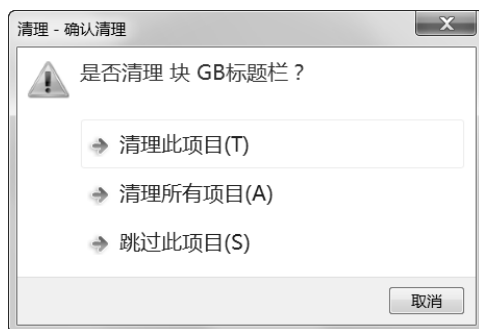 清理 - 确认清理
是否清理 块 GB标题栏？
清理此项目(T)
清理所有项目(A)
跳过此项目(S)
取消